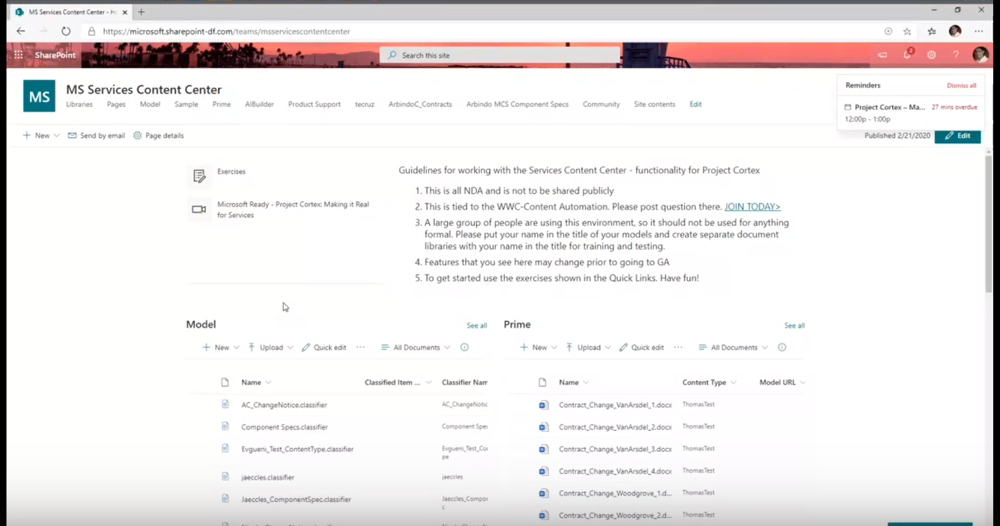 MS Services Content Center - Ho
https://microsoft.sharepoint-df.com/teams/msservicescontentcenter
SharePoint
Search this site
2
MS
MS Services Content Center
Libraries Pages Model Sample Prime AIBuilder Product Support tecruz ArbindoC_Contracts Arbindo MCS Component Specs Community Site contents Edit
Reminders Dismiss all
Project Cortex – Ma... 27 mins overdue
12:00p - 1:00p
New Send by email Page details
Published 2/21/2020 Edit
Exercises
Microsoft Ready - Project Cortex: Making it Real
for Services
Guidelines for working with the Services Content Center - functionality for Project Cortex
1. This is all NDA and is not to be shared publicly
2. This is tied to the WWC-Content Automation. Please post question there. JOIN TODAY>
3. A large group of people are using this environment, so it should not be used for anything
formal. Please put your name in the title of your models and create separate document
libraries with your name in the title for training and testing.
4. Features that you see here may change prior to going to GA
5. To get started use the exercises shown in the Quick Links. Have fun!
Model See all
New Upload Quick edit ... All Documents
Name Classified Item ... Classifier Nam
AC_ChangeNotice.classifier AC_ChangeNotic
Component Specs.classifier Component Spe
Evgueni_Test_ContentType.classifier Evgueni_Test_Co
pe
jaeccles.classifier jaeccles
Jaeccles_ComponentSpec.classifier Jaeccles_Compo
c
Prime See all
New Upload Quick edit ... All Documents
Name Content Type Model URL
Contract_Change_VanArsdel_1.docx ThomasTest
Contract_Change_VanArsdel_2.docx ThomasTest
Contract_Change_VanArsdel_3.docx ThomasTest
Contract_Change_VanArsdel_4.docx ThomasTest
Contract_Change_Woodgrove_1.d... ThomasTest
Contract_Change_Woodgrove_2.d... ThomasTest